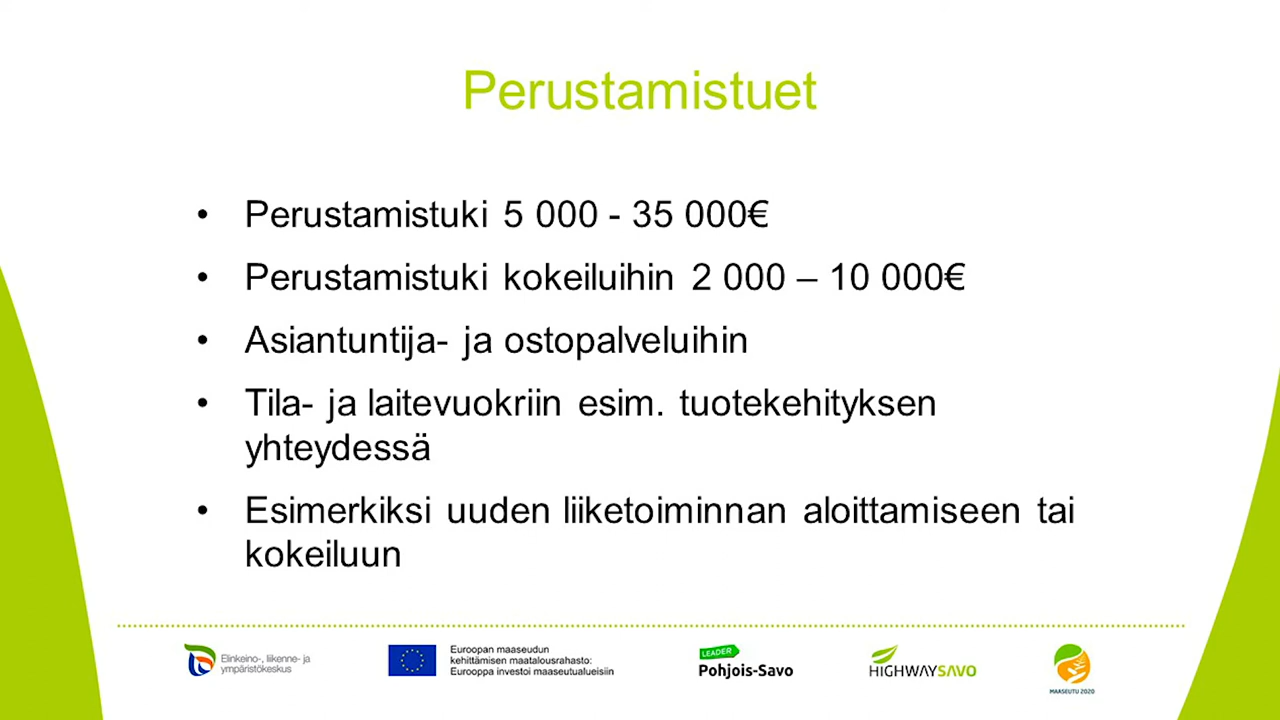 Perustamistuet
• Perustamistuki 5 000 - 35 000€
• Perustamistuki kokeiluihin 2 000 – 10 000€
• Asiantuntija- ja ostopalveluihin
• Tila- ja laitevuokriin esim. tuotekehityksen
yhteydessä
• Esimerkiksi uuden liiketoiminnan aloittamiseen tai
kokeiluun
Elinkeino-, liikenne- ja
ympäristökeskus
Euroopan maaseudun
kehittämisen maatalousrahasto:
Eurooppa investoi maaseutualueisiin
LEADER
Pohjois-Savo
HIGHWAYSAVO
MAASEUTU 2020